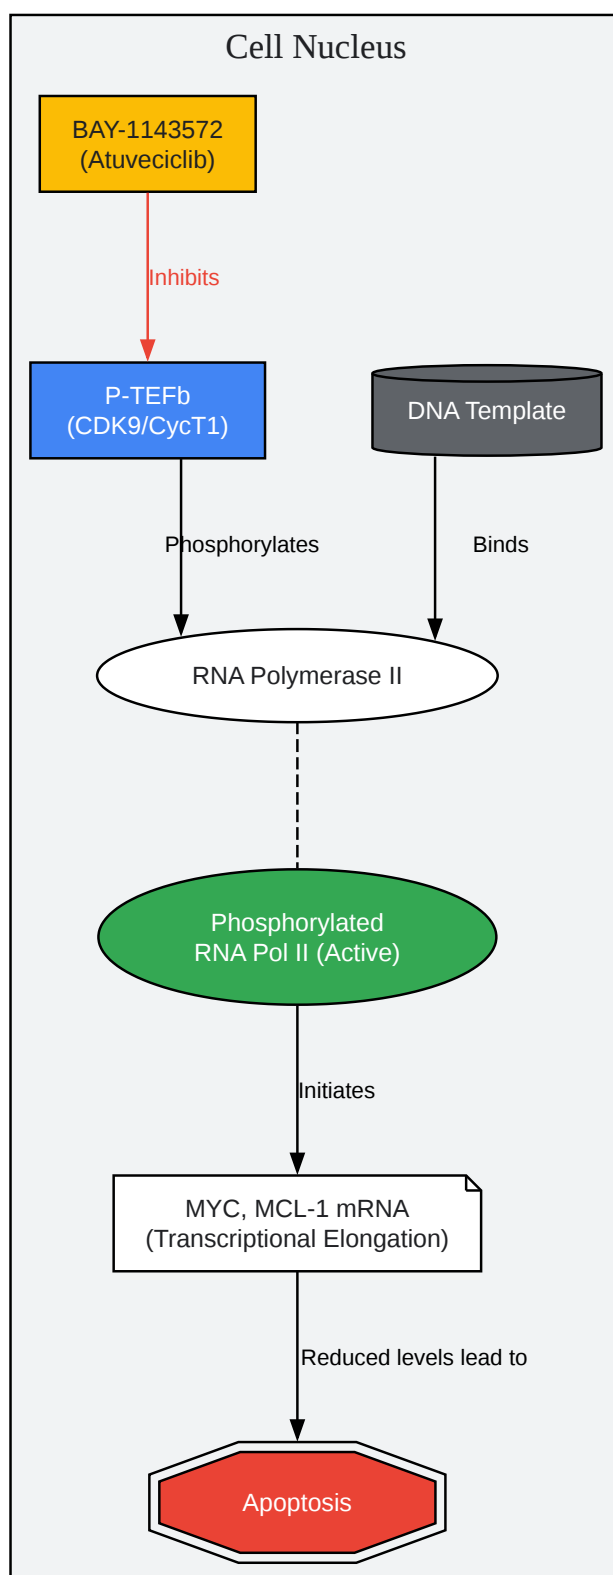 Cell Nucleus
BAY-1143572
(Atuveciclib)
Inhibits
P-TEFb
(CDK9/CycT1)
DNA Template
Phosphorylates
Binds
RNA Polymerase II
Phosphorylated
RNA Pol II (Active)
Initiates
MYC, MCL-1 mRNA
(Transcriptional Elongation)
Reduced levels lead to
Apoptosis